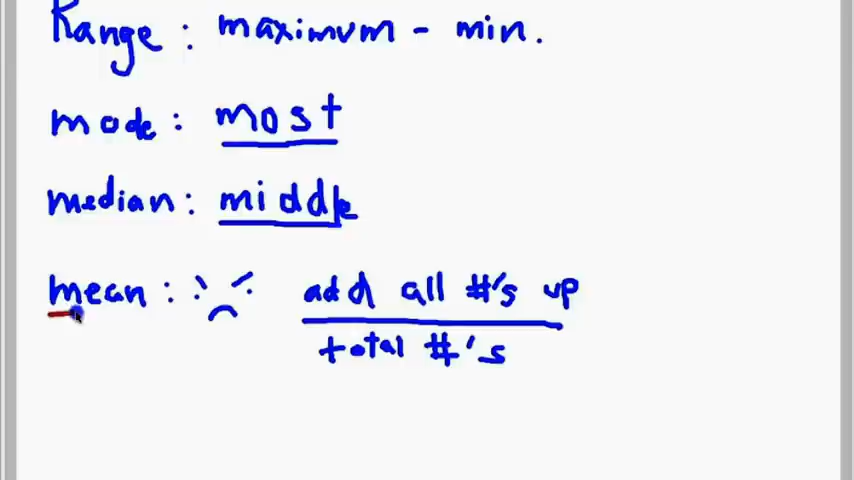 Range: maximum - min.
mode: most
median: middle
mean: add all #'s up
total #'s